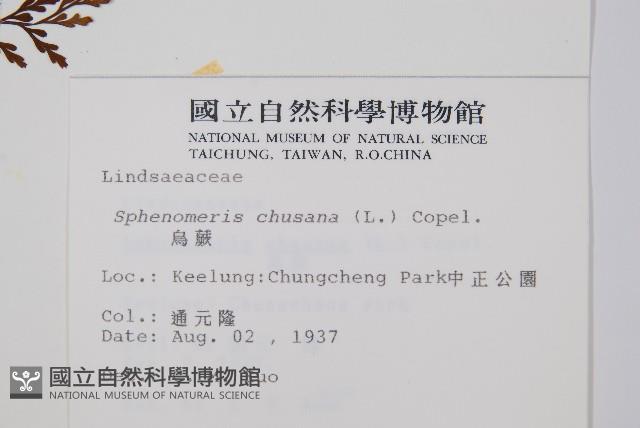 國立自然科學博物館
NATIONAL MUSEUM OF NATURAL SCIENCE
TAICHUNG, TAIWAN, R.O.CHINA
Lindsaeaceae
Sphenomeris chusana (L.) Copel.
烏蕨
Loc.: Keelung:Chungcheng Park中正公園
Col.: 通元隆
Date: Aug. 02 , 1937
國立自然科學博物館
NATIONAL MUSEUM OF NATURAL SCIENCE